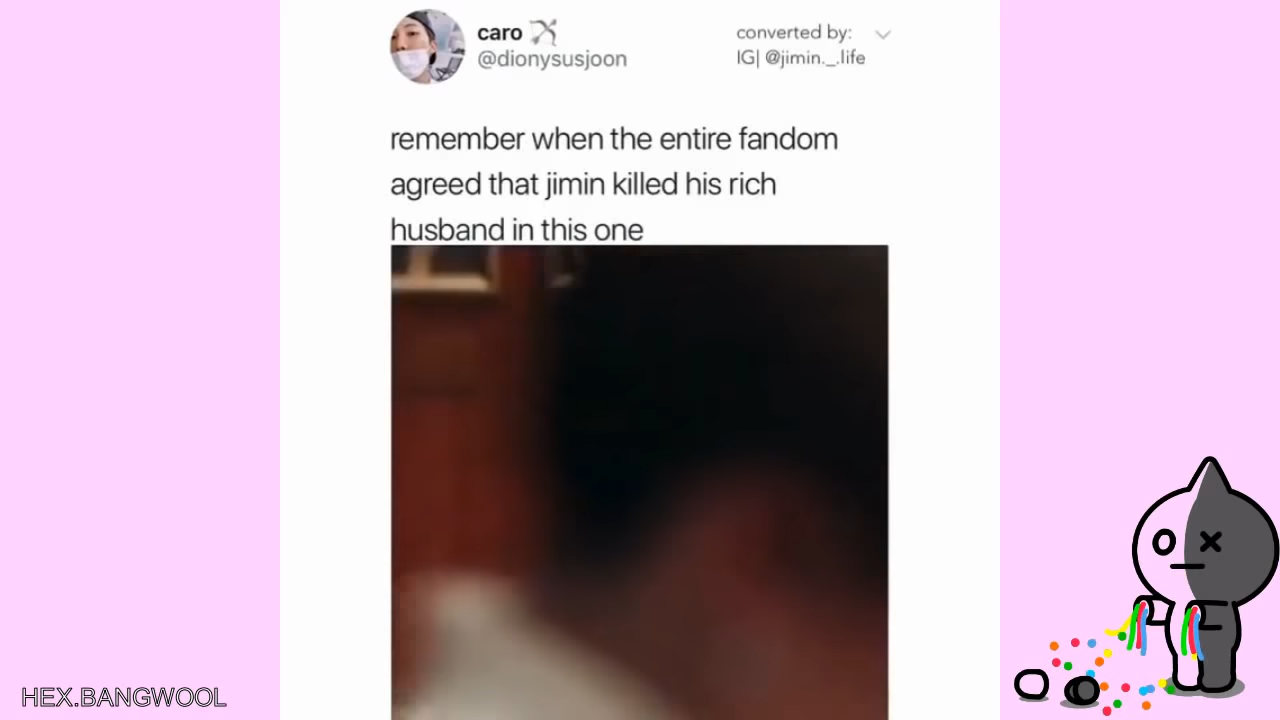 caro
@dionysusjoon
converted by:
IG| @jimin._.life
remember when the entire fandom
agreed that jimin killed his rich
husband in this one
HEX.BANGWOOL